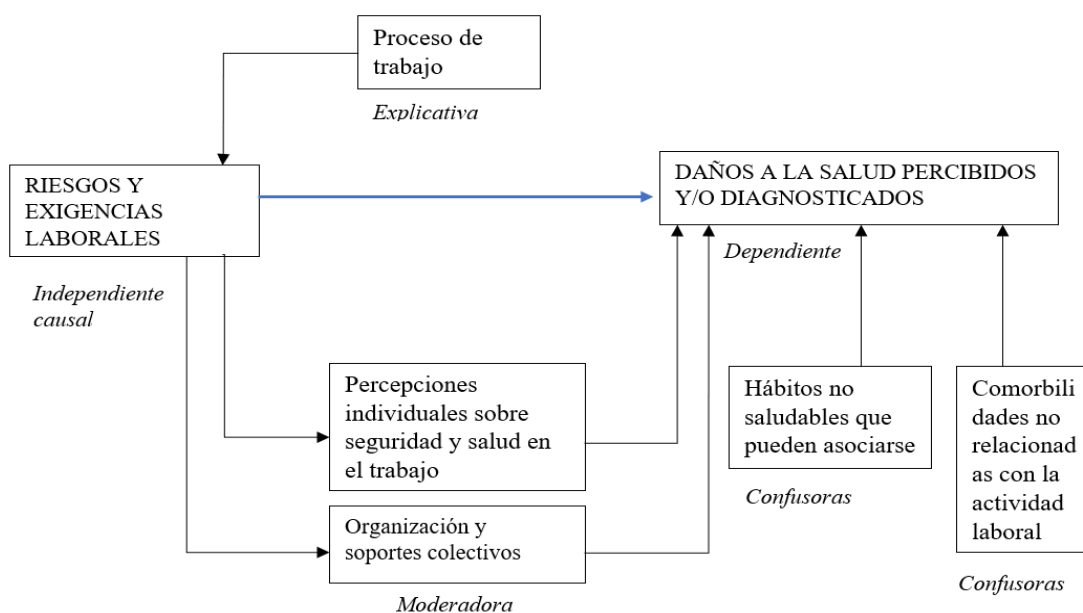 Proceso de
trabajo
Explicativa
RIESGOS Y
EXIGENCIAS
LABORALES
Independiente
causal
DAÑOS A LA SALUD PERCIBIDOS
Y/O DIAGNOSTICADOS
Dependiente
Percepciones
individuales sobre
seguridad y salud en
el trabajo
Organización y
soportes colectivos
Moderadora
Hábitos no
saludables que
pueden asociarse
Confusoras
Comorbili
dades no
relacionad
as con la
actividad
laboral
Confusoras